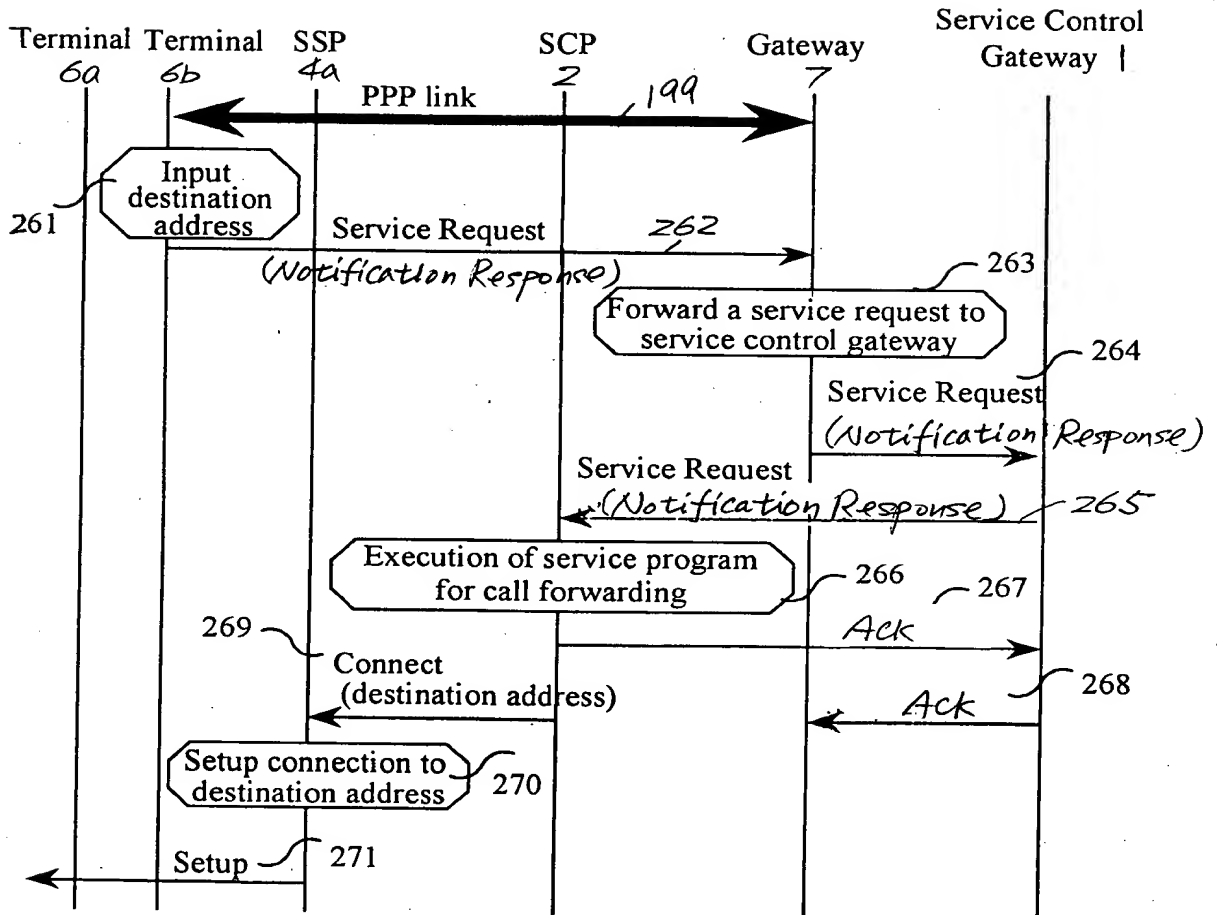 Terminal Terminal SSP SCP Gateway Service Control Gateway 1
6a 6b 4a 2 7
PPP link 199
Input
destination
address
261
Service Request 262
(Notification Response)
263
Forward a service request to
service control gateway
264
Service Request
(Notification Response)
Service Request
(Notification Response) 265
Execution of service program
for call forwarding
266
267
Ack
269
Connect
(destination address)
268
Ack
Setup connection to
destination address
270
Setup 271